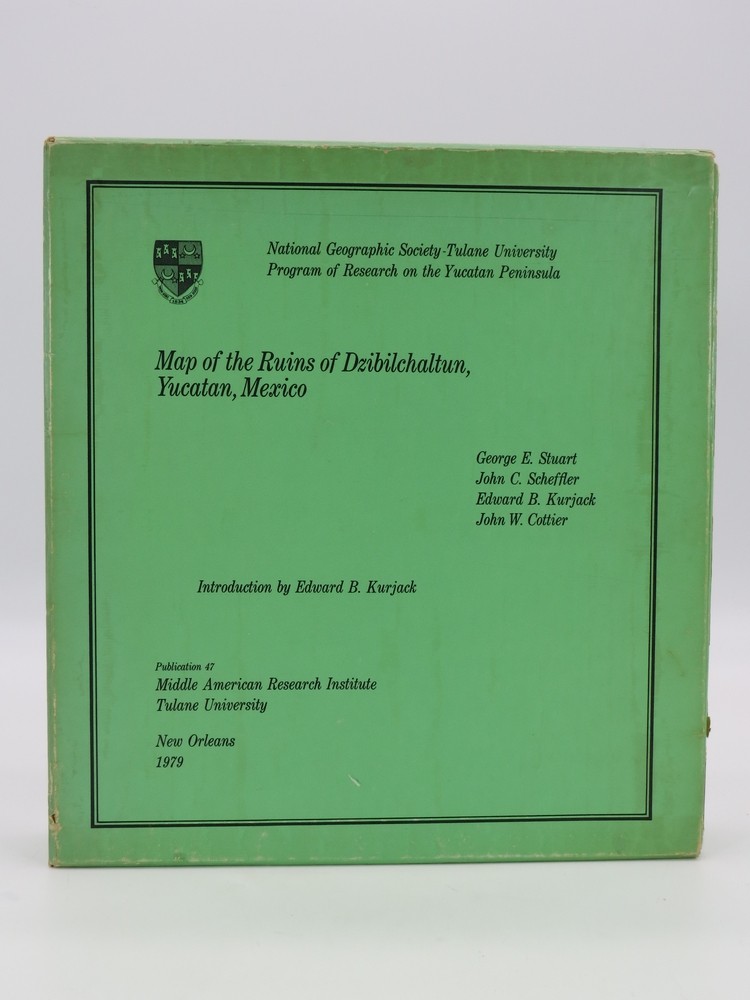 National Geographic Society-Tulane University
Program of Research on the Yucatan Peninsula
Map of the Ruins of Dzibilchaltun,
Yucatan, Mexico
George E. Stuart
John C. Scheffler
Edward B. Kurjack
John W. Cottier
Introduction by Edward B. Kurjack
Publication 47
Middle American Research Institute
Tulane University
New Orleans
1979